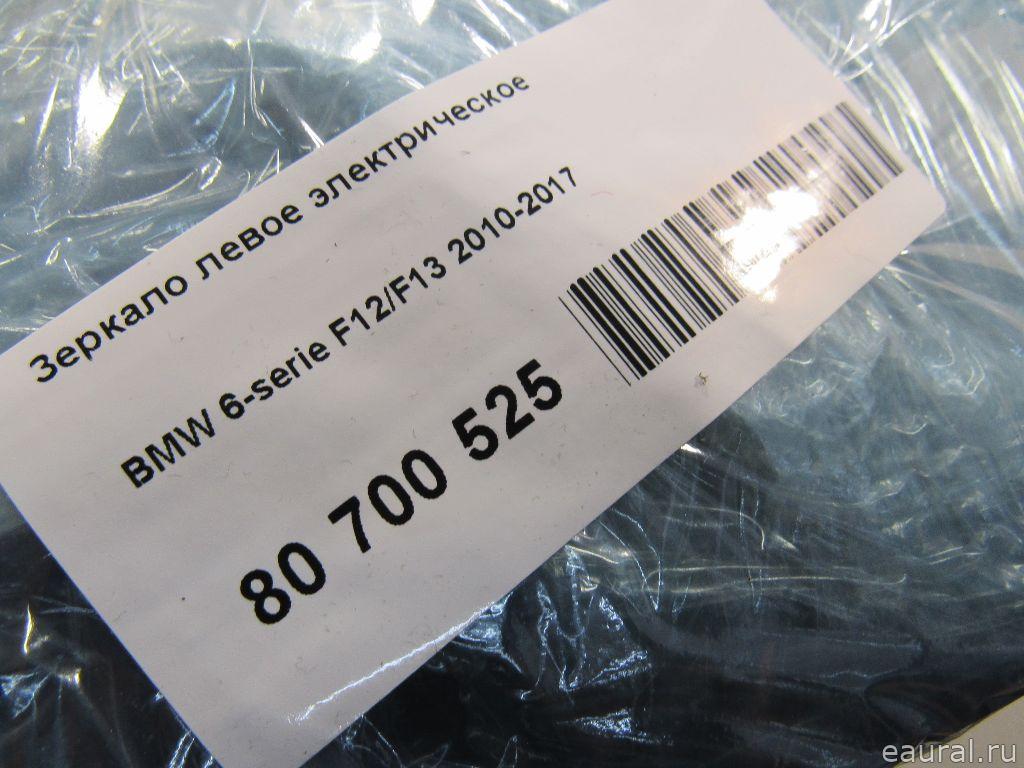 Зеркало левое электрическое
BMW 6-serie F12/F13 2010-2017
80 700 525
eaural.ru